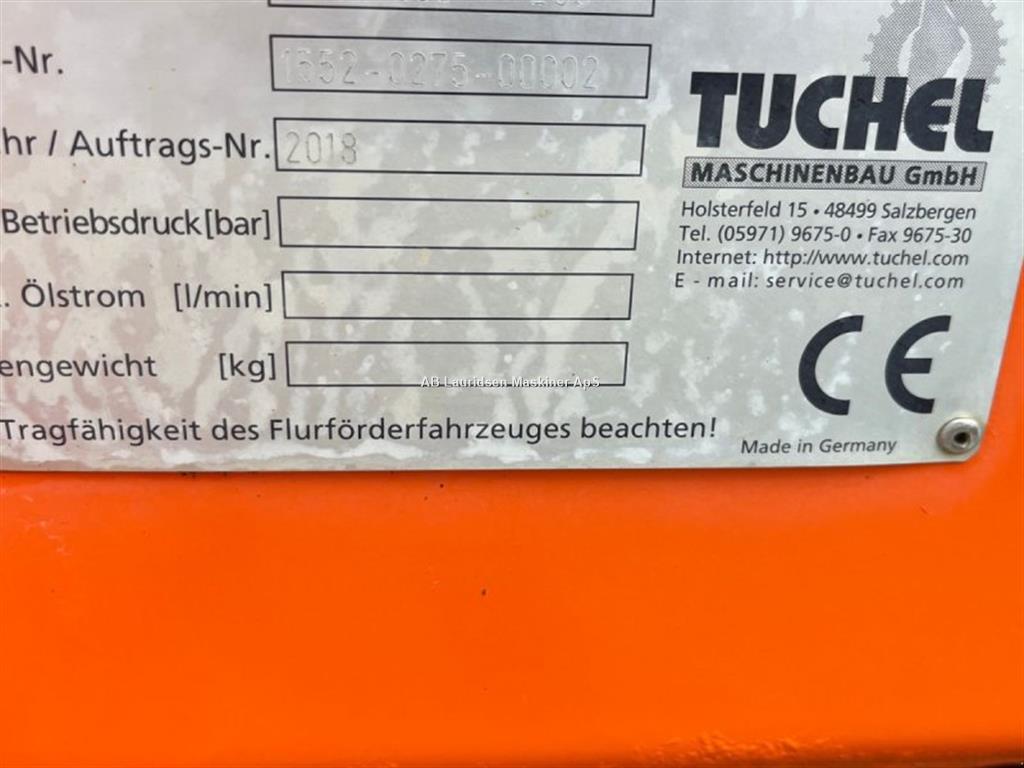 -Nr. 1552-0275-00002
hr / Auftrags-Nr. 2018
Betriebsdruck [bar]
. Ölstrom [l/min]
engewicht [kg]
Tragfähigkeit des Flurförderfahrzeuges beachten!
TUCHEL
MASCHINENBAU GmbH
Holsterfeld 15 • 48499 Salzbergen
Tel. (05971) 9675-0 • Fax 9675-30
Internet: http://www.tuchel.com
E - mail: service@tuchel.com
CE
Made in Germany
AB Lauridsen Maskiner ApS